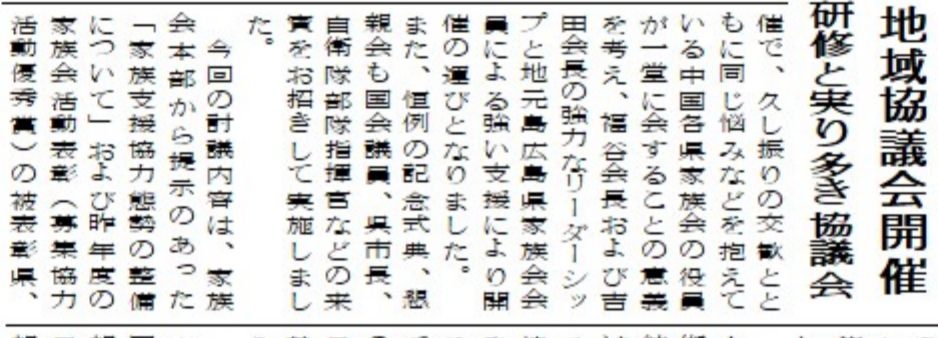 地域協議会開催
研修と実り多き協議会
催で、久し振りの交歓とと
もに同じ悩みなどを抱えて
いる中国各県家族会の役員
が一堂に会することの意義
を考え、福谷会長および吉
田会長の強力なリーダーシッ
プと地元島広島県家族会会
員による強い支援により開
催の運びとなりました。
また、恒例の記念式典、懇
親会も国会議員、呉市長、
自衛隊部隊指揮官などの来
賓をお招きして実施しまし
た。
今回の討議内容は、家族
会本部から提示のあった
「家族支援協力態勢の整備
について」および昨年度の
家族会活動表彰（募集協力
活動優秀賞）の被表彰県、